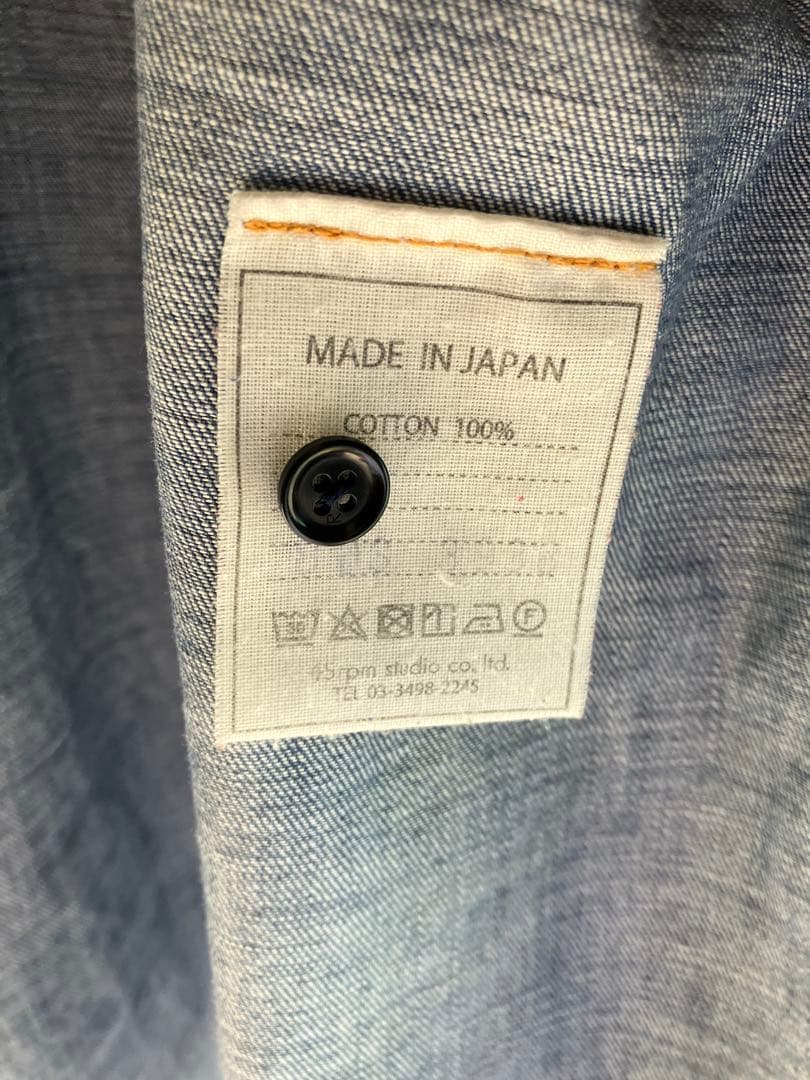 MADE IN JAPAN
COTTON 100%
45rpm studio co., ltd.
TEL 03-3498-2245